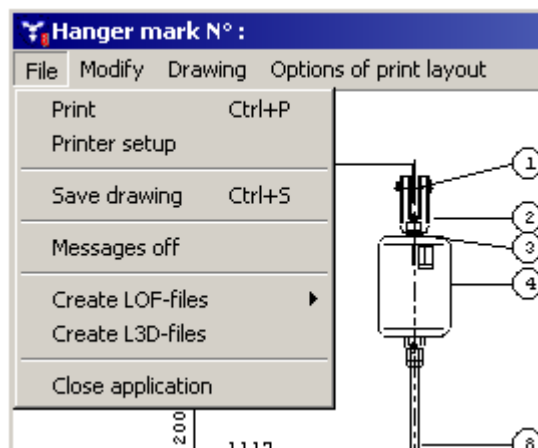 Hanger mark N° :
File Modify Drawing Options of print layout
Print Ctrl+P
Printer setup
Save drawing Ctrl+S
Messages off
Create LOF-files
Create L3D-files
Close application
1
2
3
4
8
200